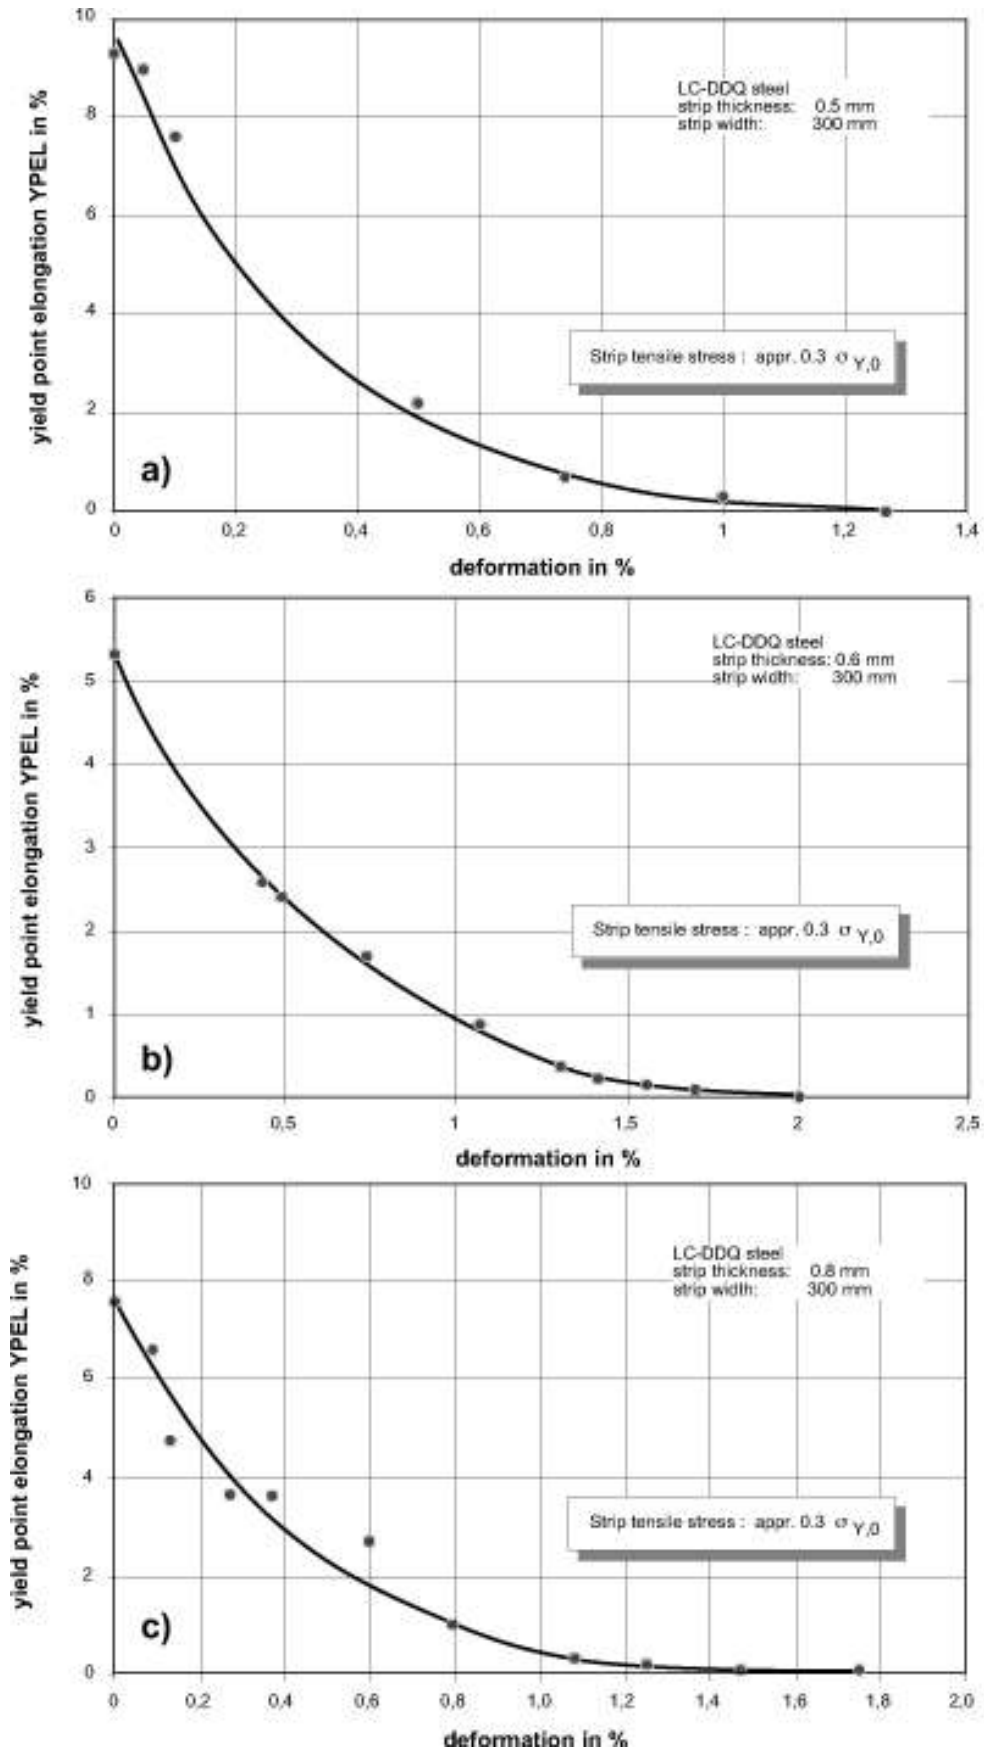 10
8
6
4
2
0
yield point elongation YPEL in %
LC-DDQ steel
strip thickness: 0.5 mm
strip width: 300 mm
Strip tensile stress : appr. 0.3 σ Y,0
a)
0 0,2 0,4 0,6 0,8 1 1,2 1,4
deformation in %
6
5
4
3
2
1
0
yield point elongation YPEL in %
LC-DDQ steel
strip thickness: 0.6 mm
strip width: 300 mm
Strip tensile stress : appr. 0.3 σ Y,0
b)
0 0,5 1 1,5 2 2,5
deformation in %
10
8
6
4
2
0
yield point elongation YPEL in %
LC-DDQ steel
strip thickness: 0.8 mm
strip width: 300 mm
Strip tensile stress : appr. 0.3 σ Y,0
c)
0 0,2 0,4 0,6 0,8 1,0 1,2 1,4 1,6 1,8 2,0
deformation in %